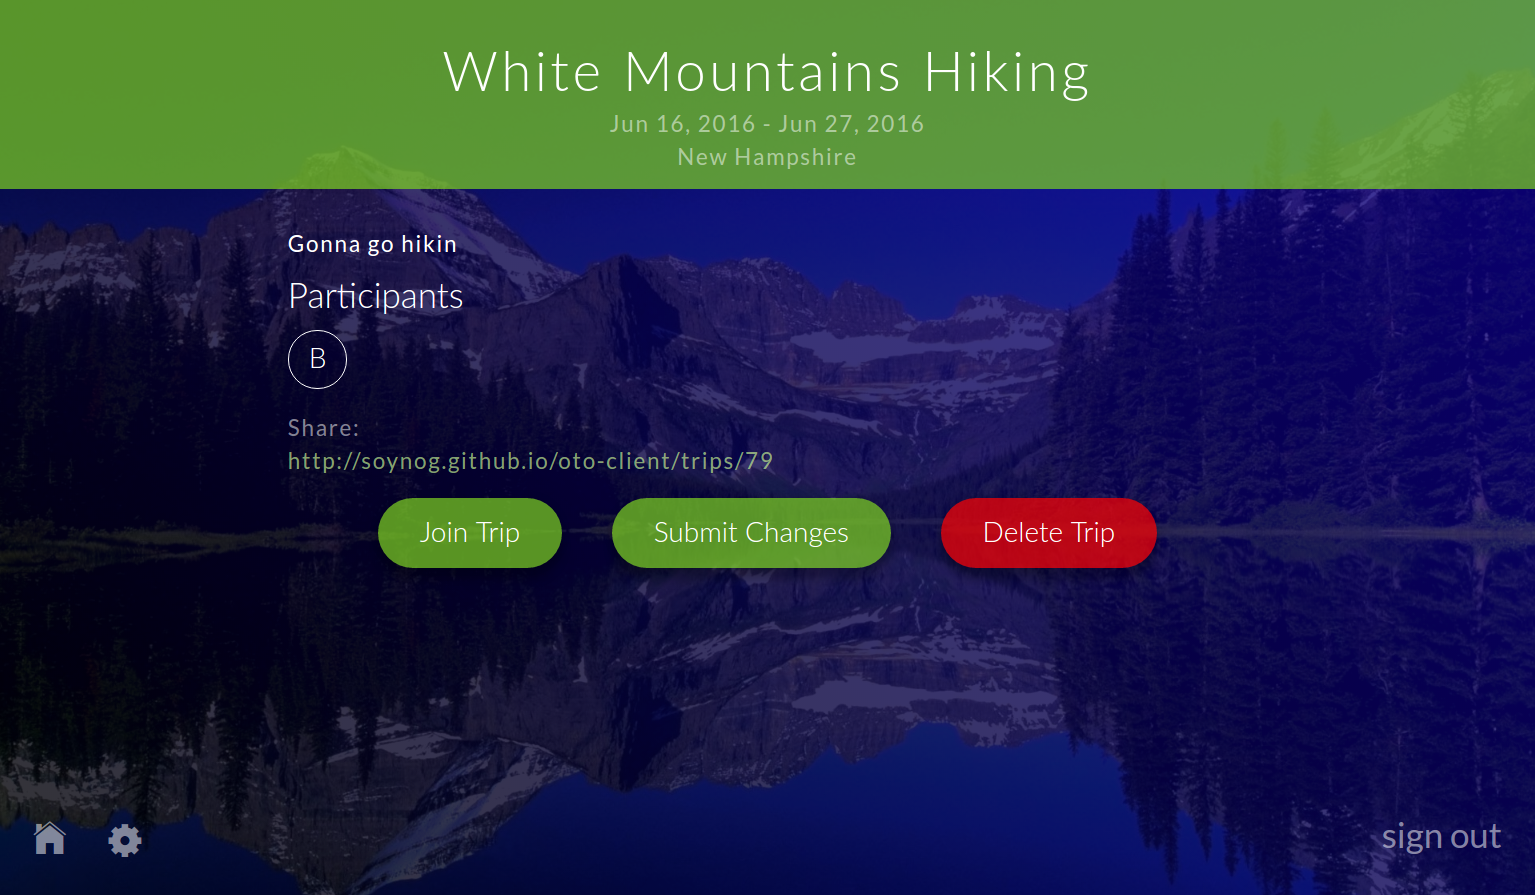 White Mountains Hiking
Jun 16, 2016 - Jun 27, 2016
New Hampshire
Gonna go hikin
Participants
B
Share:
http://soynog.github.io/oto-client/trips/79
Join Trip
Submit Changes
Delete Trip
sign out